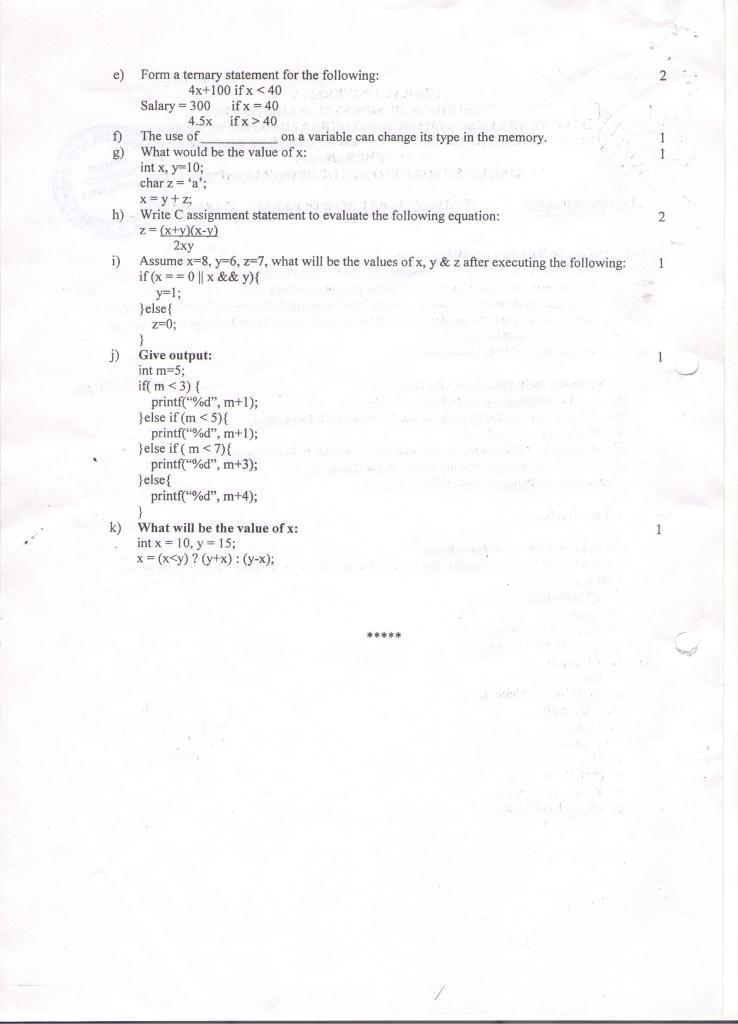 e) Form a ternary statement for the following: 2
4x+100 if x < 40
Salary = 300 if x = 40
4.5x if x > 40
f) The use of ____________ on a variable can change its type in the memory. 1
g) What would be the value of x: 1
int x, y=10;
char z = ‘a’;
x = y + z;
h) Write C assignment statement to evaluate the following equation: 2
z = (x+y)(x-y)
2xy
i) Assume x=8, y=6, z=7, what will be the values of x, y & z after executing the following: 1
if (x = = 0 || x && y){
y=1;
}else{
z=0;
}
j) Give output: 1
int m=5;
if( m < 3) {
printf(“%d”, m+1);
}else if (m < 5){
printf(“%d”, m+1);
}else if ( m < 7){
printf(“%d”, m+3);
}else{
printf(“%d”, m+4);
}
k) What will be the value of x: 1
int x = 10, y = 15;
x = (x<y) ? (y+x) : (y-x);
*****